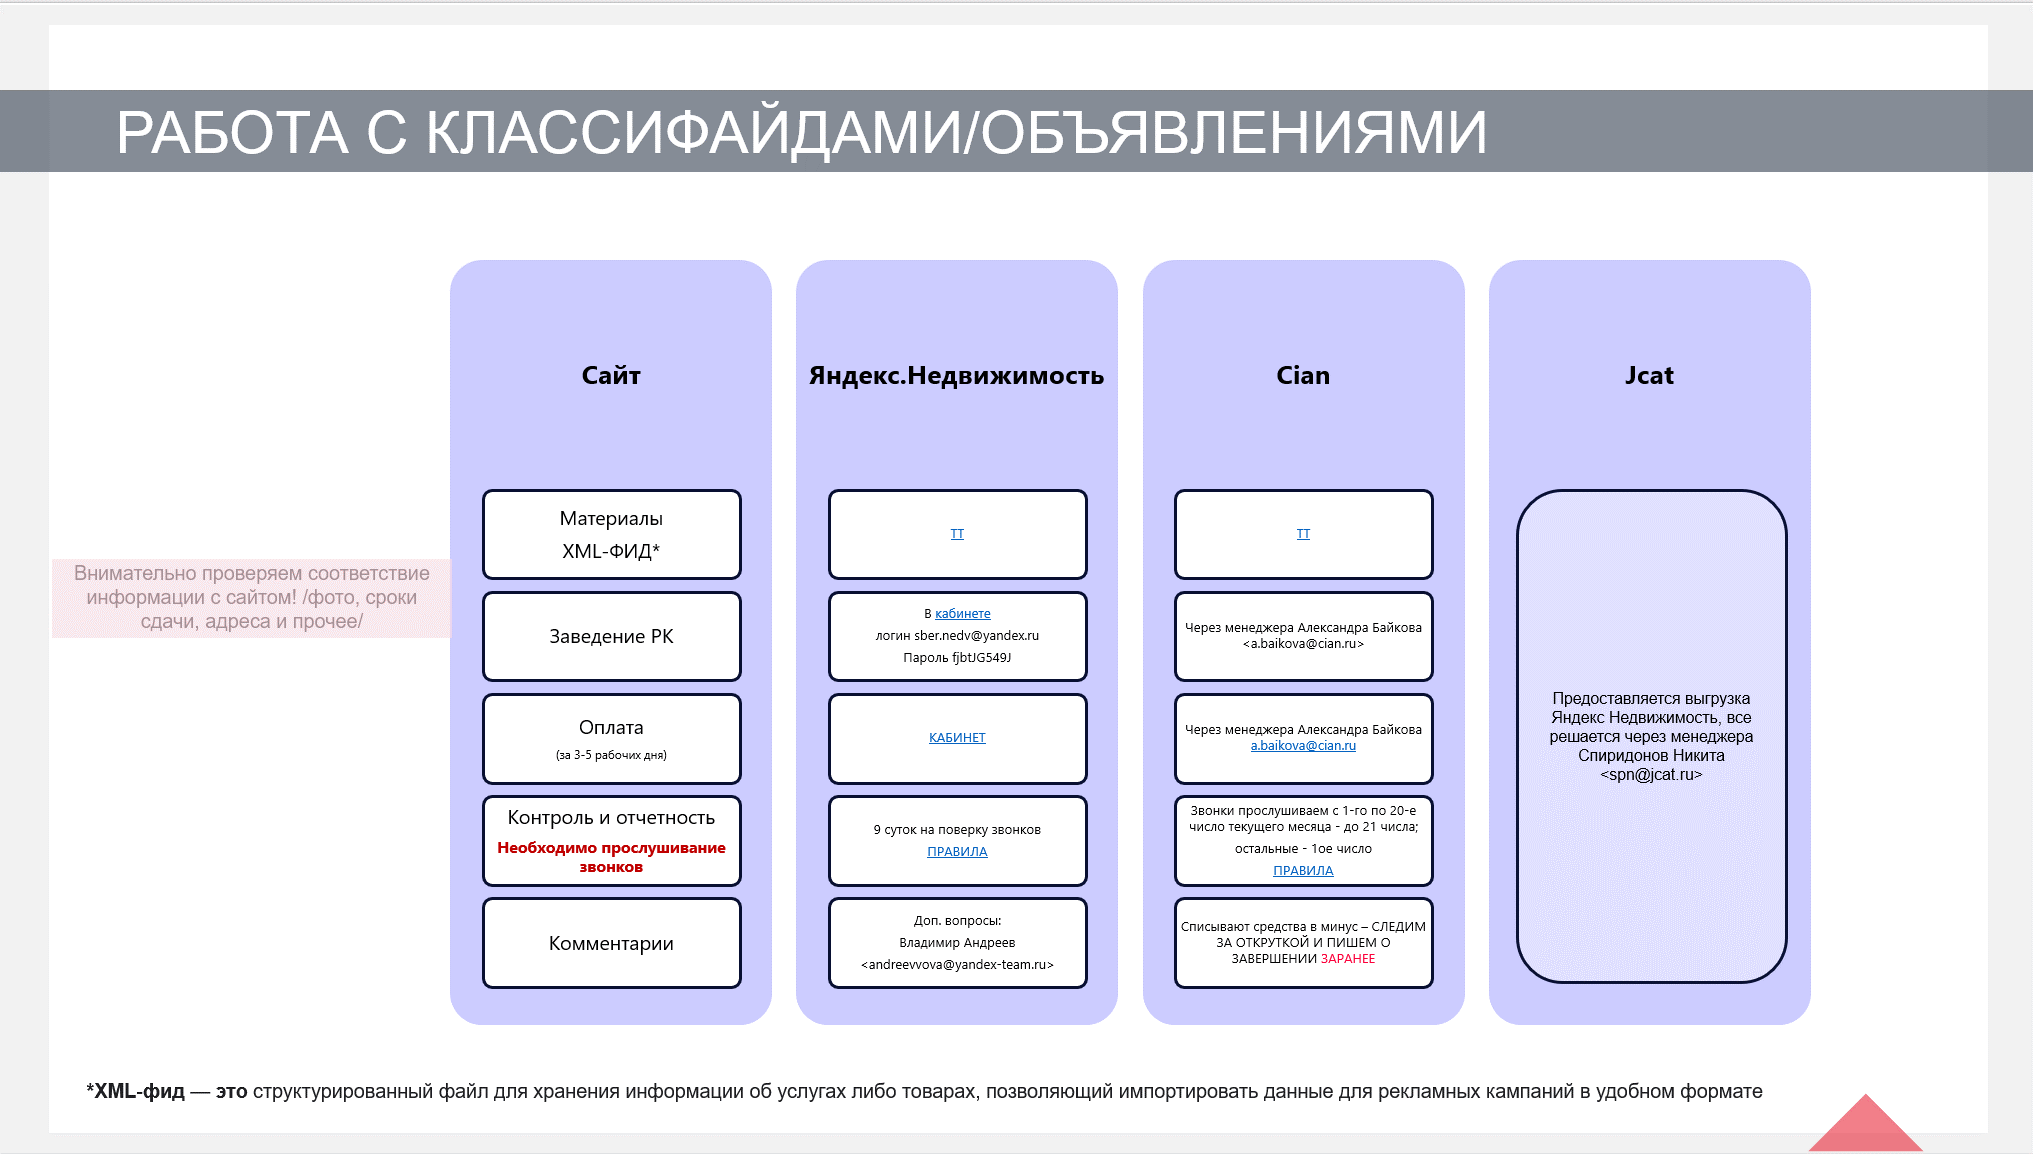 РАБОТА С КЛАССИФАЙДАМИ/ОБЪЯВЛЕНИЯМИ
Внимательно проверяем соответствие
информации с сайтом! /фото, сроки
сдачи, адреса и прочее/
Сайт
Материалы
XML-ФИД*
Заведение РК
Оплата
(за 3-5 рабочих дня)
Контроль и отчетность
Необходимо прослушивание
звонков
Комментарии
Яндекс.Недвижимость
ТТ
В кабинете
логин sber.nedv@yandex.ru
Пароль fjbtJG549J
КАБИНЕТ
9 суток на поверку звонков
ПРАВИЛА
Доп. вопросы:
Владимир Андреев
<andreevvova@yandex-team.ru>
Cian
ТТ
Через менеджера Александра Байкова
<a.baikova@cian.ru>
Через менеджера Александра Байкова
a.baikova@cian.ru
Звонки прослушиваем с 1-го по 20-е
число текущего месяца - до 21 числа;
остальные - 1ое число
ПРАВИЛА
Списывают средства в минус – СЛЕДИМ
ЗА ОТКРУТКОЙ И ПИШЕМ О
ЗАВЕРШЕНИИ ЗАРАНЕЕ
Jcat
Предоставляется выгрузка
Яндекс Недвижимость, все
решается через менеджера
Спиридонов Никита
<spn@jcat.ru>
*XML-фид — это структурированный файл для хранения информации об услугах либо товарах, позволяющий импортировать данные для рекламных кампаний в удобном формате